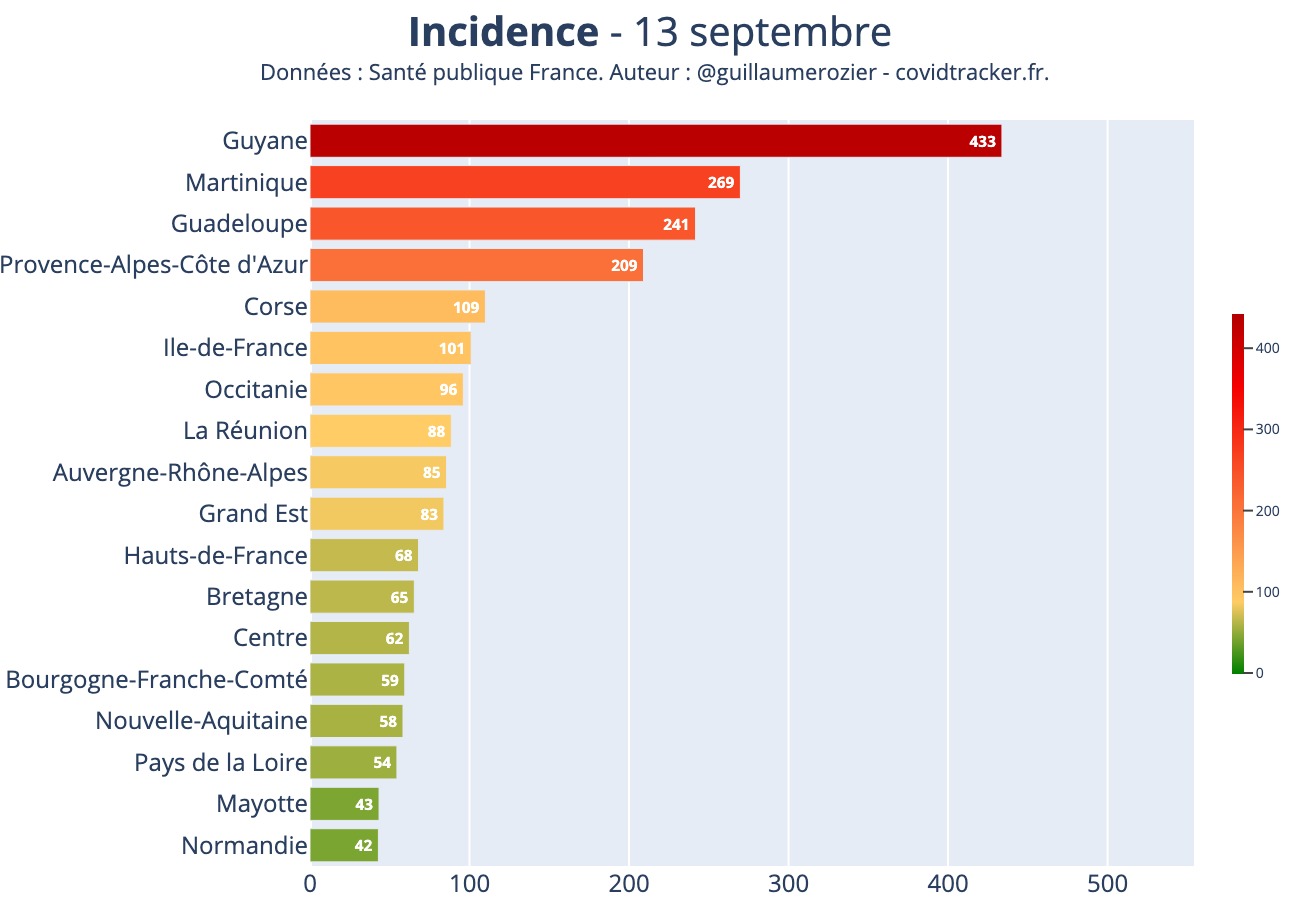 Incidence - 13 septembre
Données : Santé publique France. Auteur : @guillaumerozier - covidtracker.fr.
Guyane 433
Martinique 269
Guadeloupe 241
Provence-Alpes-Côte d'Azur 209
Corse 109
Ile-de-France 101
Occitanie 96
La Réunion 88
Auvergne-Rhône-Alpes 85
Grand Est 83
Hauts-de-France 68
Bretagne 65
Centre 62
Bourgogne-Franche-Comté 59
Nouvelle-Aquitaine 58
Pays de la Loire 54
Mayotte 43
Normandie 42
0 100 200 300 400 500
400
300
200
100
0